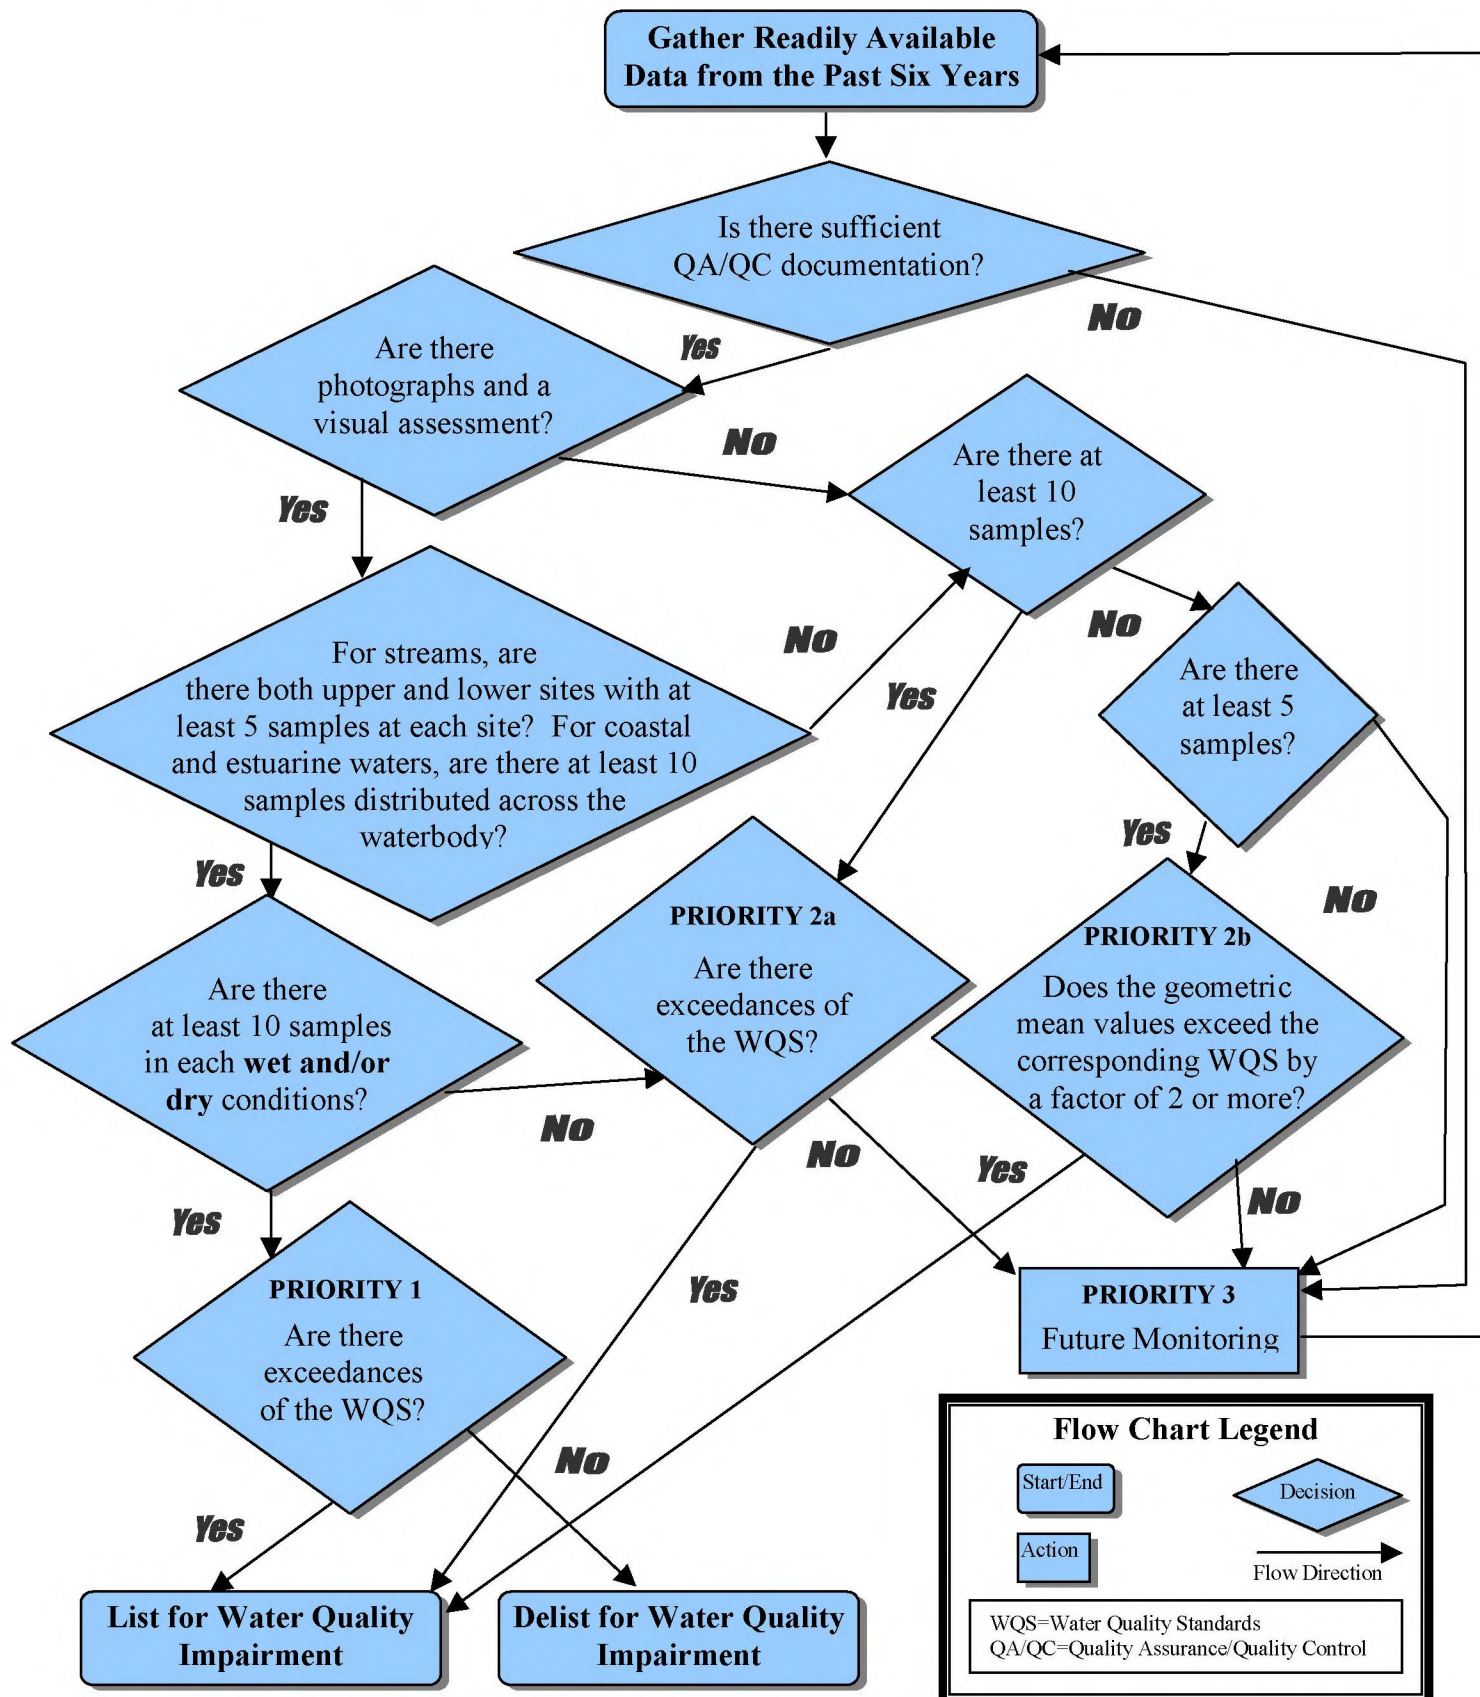 Gather Readily Available
Data from the Past Six Years
Is there sufficient
QA/QC documentation?
No
Yes
Are there
photographs and a
visual assessment?
No
Yes
Are there at
least 10
samples?
No
Yes
For streams, are
there both upper and lower sites with at
least 5 samples at each site? For coastal
and estuarine waters, are there at least 10
samples distributed across the
waterbody?
No
Yes
Are there
at least 5
samples?
Yes
No
Are there
at least 10 samples
in each wet and/or
dry conditions?
No
Yes
PRIORITY 2a
Are there
exceedances of
the WQS?
No
Yes
PRIORITY 2b
Does the geometric
mean values exceed the
corresponding WQS by
a factor of 2 or more?
Yes
No
PRIORITY 1
Are there
exceedances
of the WQS?
No
Yes
PRIORITY 3
Future Monitoring
List for Water Quality
Impairment
Delist for Water Quality
Impairment
Flow Chart Legend
Start/End
Decision
Action
Flow Direction
WQS=Water Quality Standards
QA/QC=Quality Assurance/Quality Control